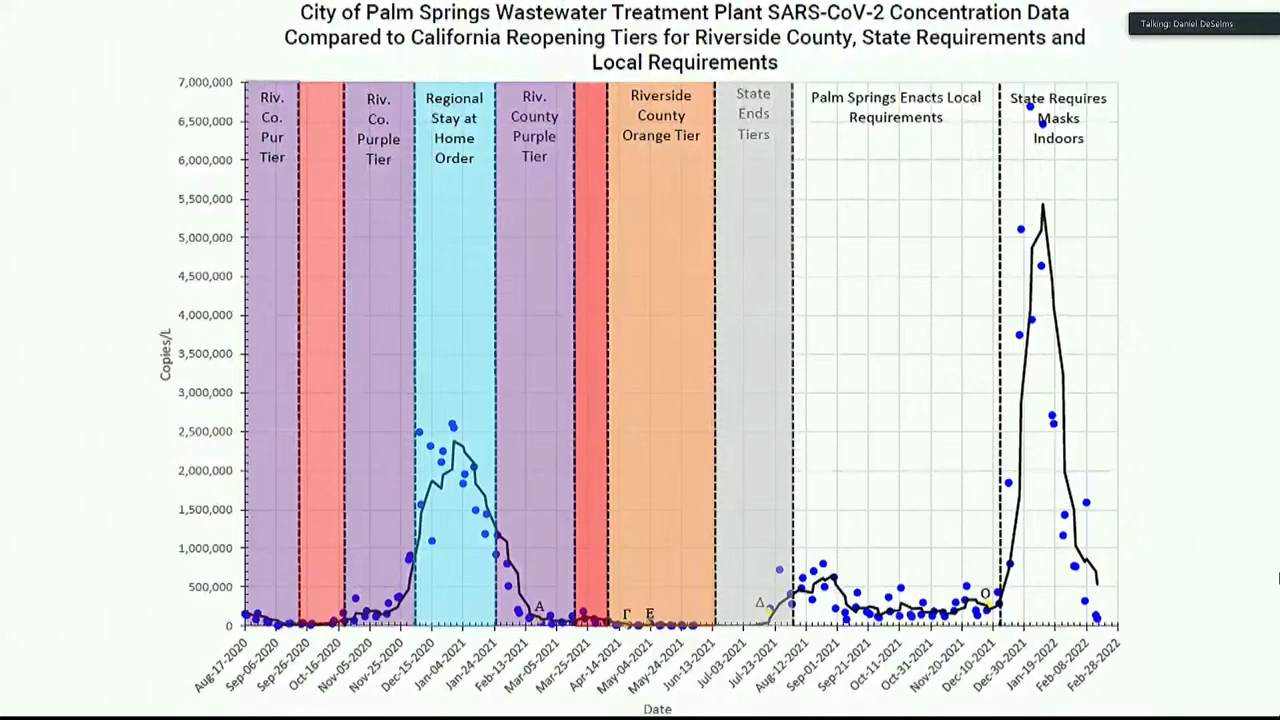 City of Palm Springs Wastewater Treatment Plant SARS-CoV-2 Concentration Data
Compared to California Reopening Tiers for Riverside County, State Requirements and
Local Requirements
Talking: Daniel DeSelms
7,000,000
6,500,000
6,000,000
5,500,000
5,000,000
4,500,000
4,000,000
3,500,000
3,000,000
2,500,000
2,000,000
1,500,000
1,000,000
500,000
0
Copies/L
Riv.
Co.
Pur
Tier
Riv.
Co.
Purple
Tier
Regional
Stay at
Home
Order
Riv.
County
Purple
Tier
Riverside
County
Orange Tier
State
Ends
Tiers
Palm Springs Enacts Local
Requirements
State Requires
Masks
Indoors
A
Γ
E
Δ
O
Aug-17-2020
Sep-06-2020
Sep-26-2020
Oct-16-2020
Nov-05-2020
Nov-25-2020
Dec-15-2020
Jan-04-2021
Jan-24-2021
Feb-13-2021
Mar-05-2021
Mar-25-2021
Apr-14-2021
May-04-2021
May-24-2021
Jun-13-2021
Jul-03-2021
Jul-23-2021
Aug-12-2021
Sep-01-2021
Sep-21-2021
Oct-11-2021
Oct-31-2021
Nov-20-2021
Dec-10-2021
Dec-30-2021
Jan-19-2022
Feb-08-2022
Feb-28-2022
Date